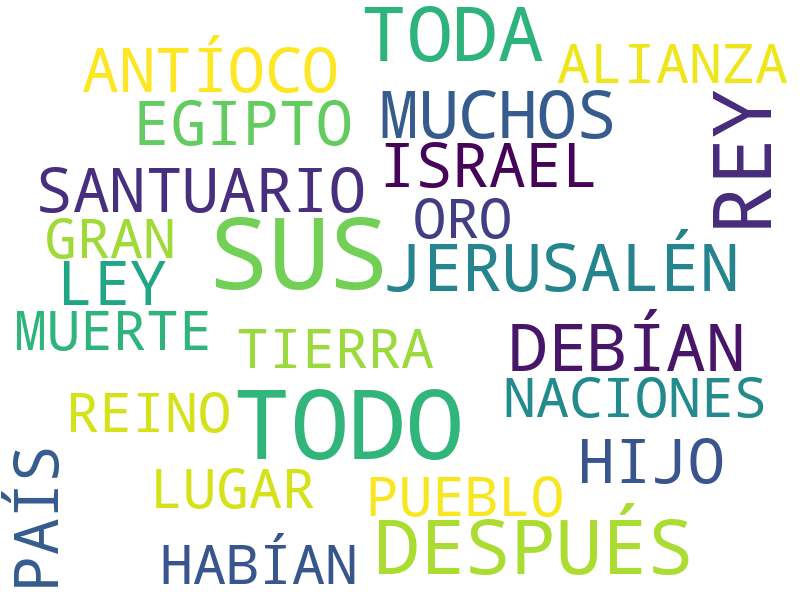 TODA
ANTÍOCO
ALIANZA
EGIPTO
MUCHOS
REY
ISRAEL
SANTUARIO
ORO
GRAN
SUS
JERUSALÉN
LEY
MUERTE
TIERRA
DEBÍAN
REINO
TODO
NACIONES
HIJO
PAÍS
LUGAR
PUEBLO
DESPUÉS
HABÍAN